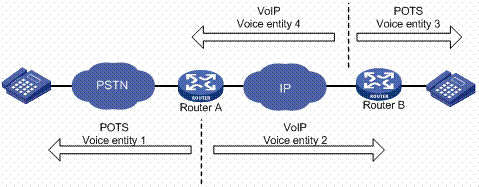 VoIP
Voice entity 4
POTS
Voice entity 3
PSTN
ROUTER
Router A
IP
ROUTER
Router B
POTS
Voice entity 1
VoIP
Voice entity 2